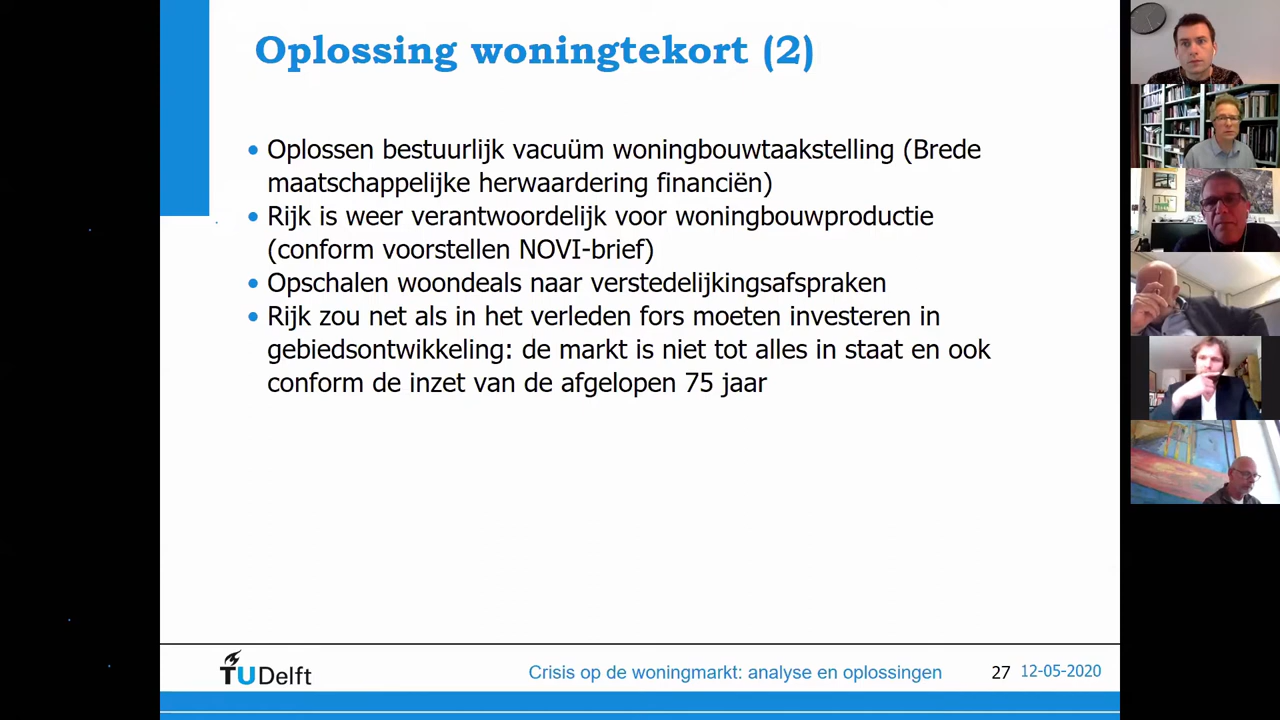 Oplossing woningtekort (2)
• Oplossen bestuurlijk vacuüm woningbouwtaakstelling (Brede
maatschappelijke herwaardering financiën)
• Rijk is weer verantwoordelijk voor woningbouwproductie
(conform voorstellen NOVI-brief)
• Opschalen woondeals naar verstedelijkingsafspraken
• Rijk zou net als in het verleden fors moeten investeren in
gebiedsontwikkeling: de markt is niet tot alles in staat en ook
conform de inzet van de afgelopen 75 jaar
TUDelft
Crisis op de woningmarkt: analyse en oplossingen
27
12-05-2020